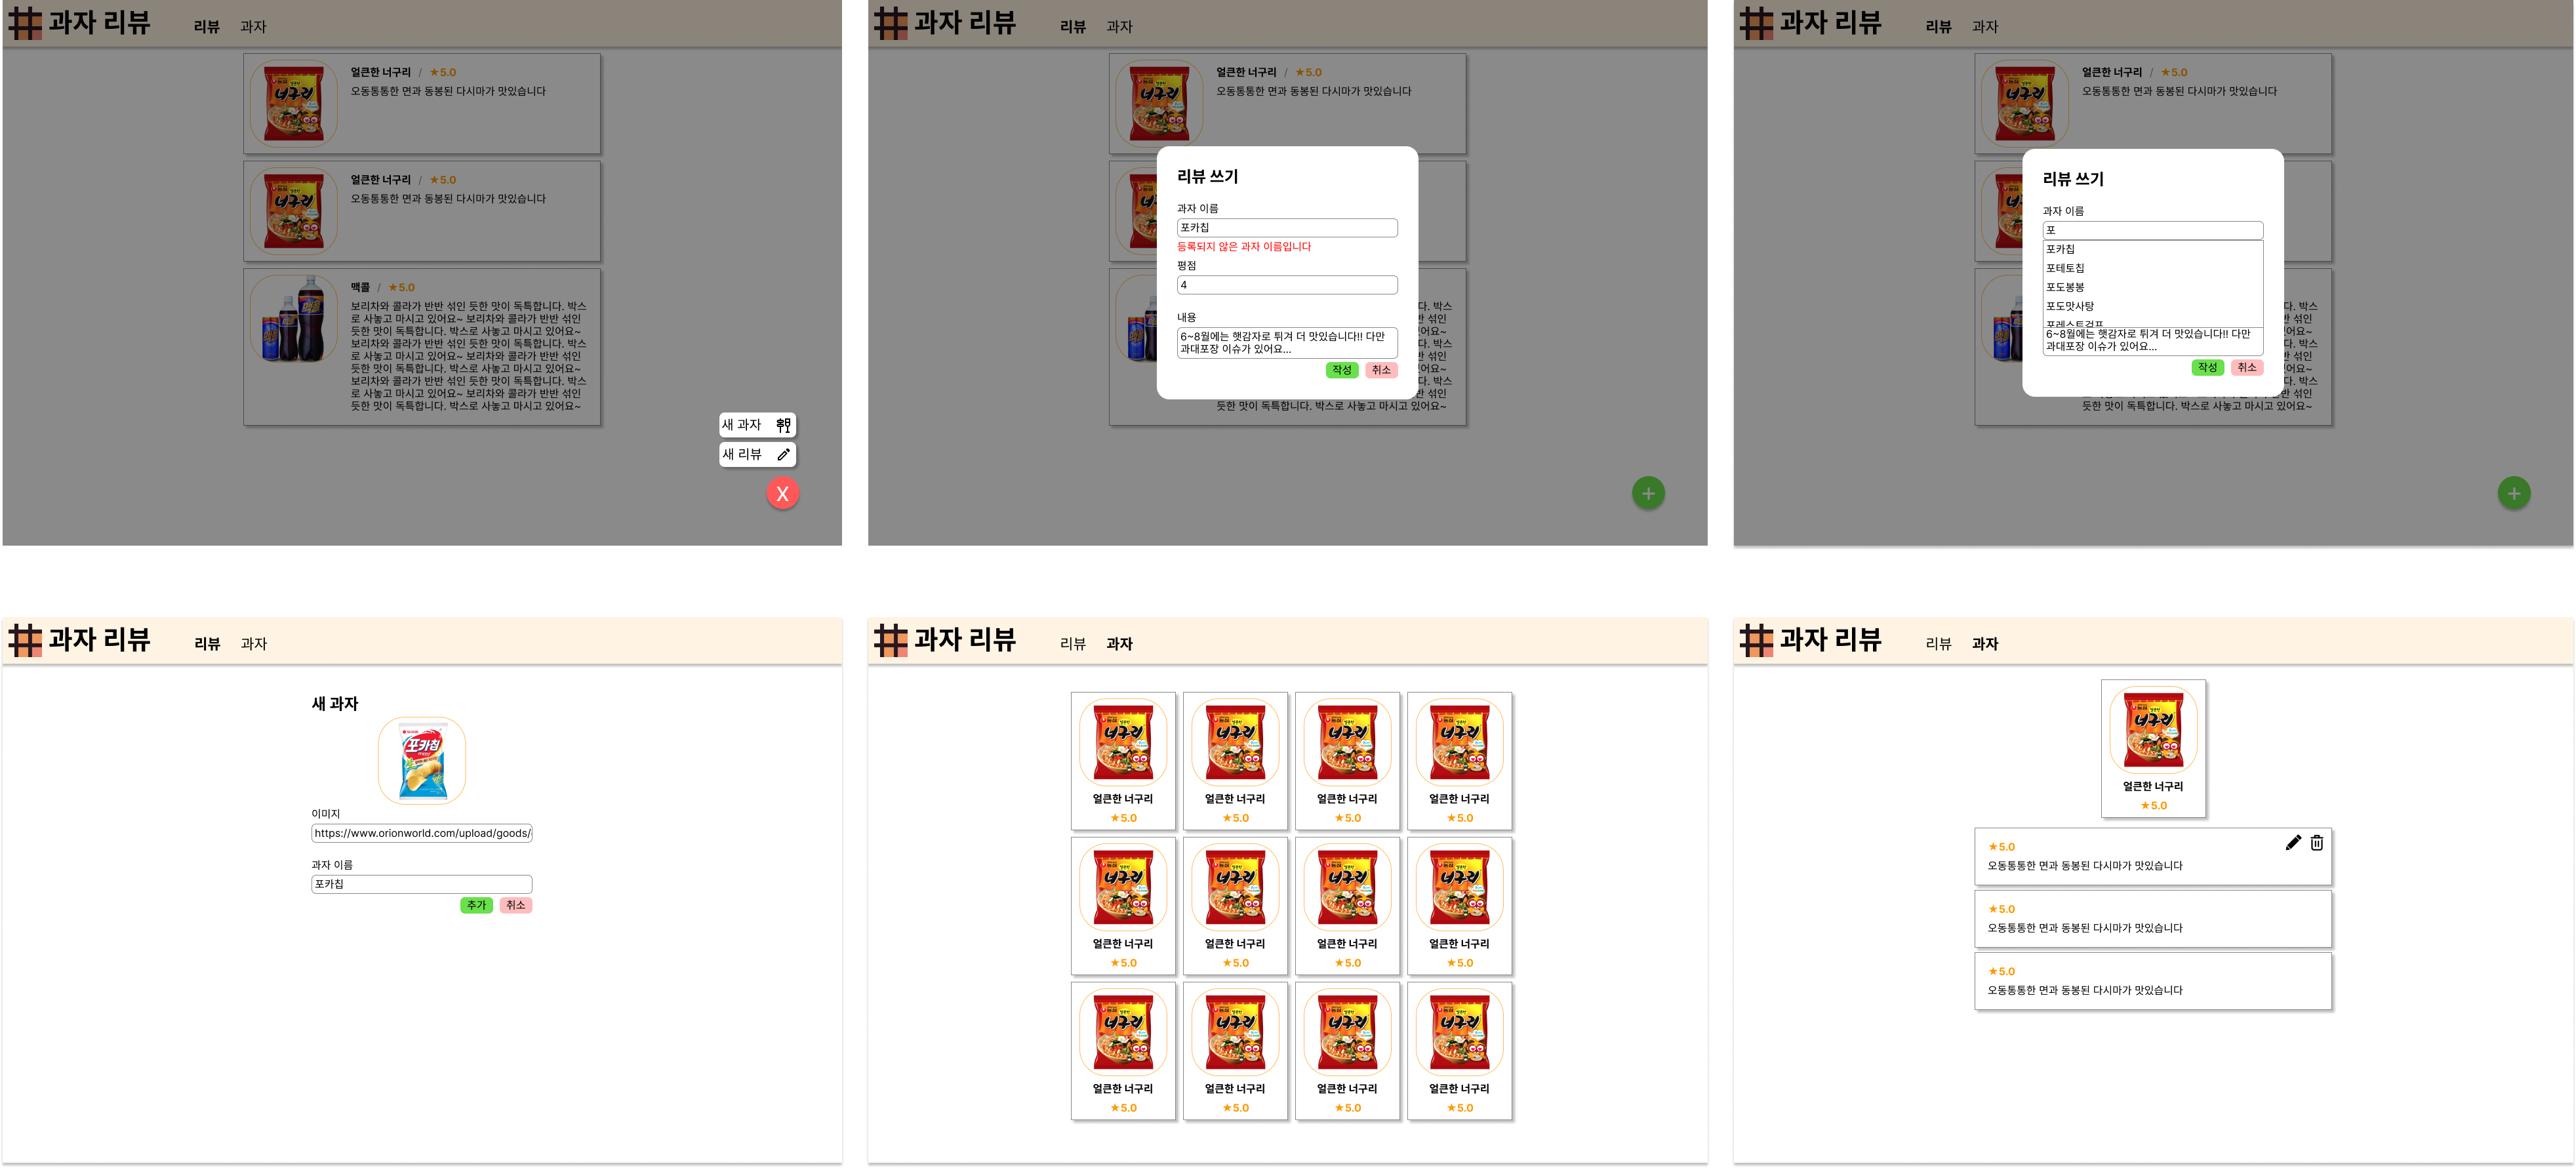 과자 리뷰
리뷰
과자
얼큰한 너구리 / ★5.0
오동통통한 면과 동봉된 다시마가 맛있습니다
얼큰한 너구리 / ★5.0
오동통통한 면과 동봉된 다시마가 맛있습니다
맥콜 / ★5.0
보리차와 콜라가 반반 섞인 듯한 맛이 독특합니다. 박스
로 사놓고 마시고 있어요~ 보리차와 콜라가 반반 섞인
듯한 맛이 독특합니다. 박스로 사놓고 마시고 있어요~
보리차와 콜라가 반반 섞인 듯한 맛이 독특합니다. 박스
로 사놓고 마시고 있어요~ 보리차와 콜라가 반반 섞인
듯한 맛이 독특합니다. 박스로 사놓고 마시고 있어요~
보리차와 콜라가 반반 섞인 듯한 맛이 독특합니다. 박스
로 사놓고 마시고 있어요~ 보리차와 콜라가 반반 섞인
듯한 맛이 독특합니다. 박스로 사놓고 마시고 있어요~
새 과자
새 리뷰
X
과자 리뷰
리뷰
과자
얼큰한 너구리 / ★5.0
오동통통한 면과 동봉된 다시마가 맛있습니다
리뷰 쓰기
과자 이름
포카칩
등록되지 않은 과자 이름입니다
평점
4
내용
6~8월에는 햇감자로 튀겨 더 맛있습니다!! 다만
과대포장 이슈가 있어요...
작성
취소
듯한 맛이 독특합니다. 박스로 사놓고 마시고 있어요~
+
과자 리뷰
리뷰
과자
얼큰한 너구리 / ★5.0
오동통통한 면과 동봉된 다시마가 맛있습니다
리뷰 쓰기
과자 이름
포
포카칩
포테토칩
포도봉봉
포도맛사탕
포레스트검프
6~8월에는 햇감자로 튀겨 더 맛있습니다!! 다만
과대포장 이슈가 있어요...
작성
취소
듯한 맛이 독특합니다. 박스로 사놓고 마시고 있어요~
+
과자 리뷰
리뷰
과자
새 과자
포카칩
이미지
https://www.orionworld.com/upload/goods/
과자 이름
포카칩
추가
취소
과자 리뷰
리뷰
과자
얼큰한 너구리
★5.0
얼큰한 너구리
★5.0
얼큰한 너구리
★5.0
얼큰한 너구리
★5.0
얼큰한 너구리
★5.0
얼큰한 너구리
★5.0
얼큰한 너구리
★5.0
얼큰한 너구리
★5.0
얼큰한 너구리
★5.0
얼큰한 너구리
★5.0
얼큰한 너구리
★5.0
얼큰한 너구리
★5.0
과자 리뷰
리뷰
과자
얼큰한 너구리
★5.0
★5.0
오동통통한 면과 동봉된 다시마가 맛있습니다
★5.0
오동통통한 면과 동봉된 다시마가 맛있습니다
★5.0
오동통통한 면과 동봉된 다시마가 맛있습니다